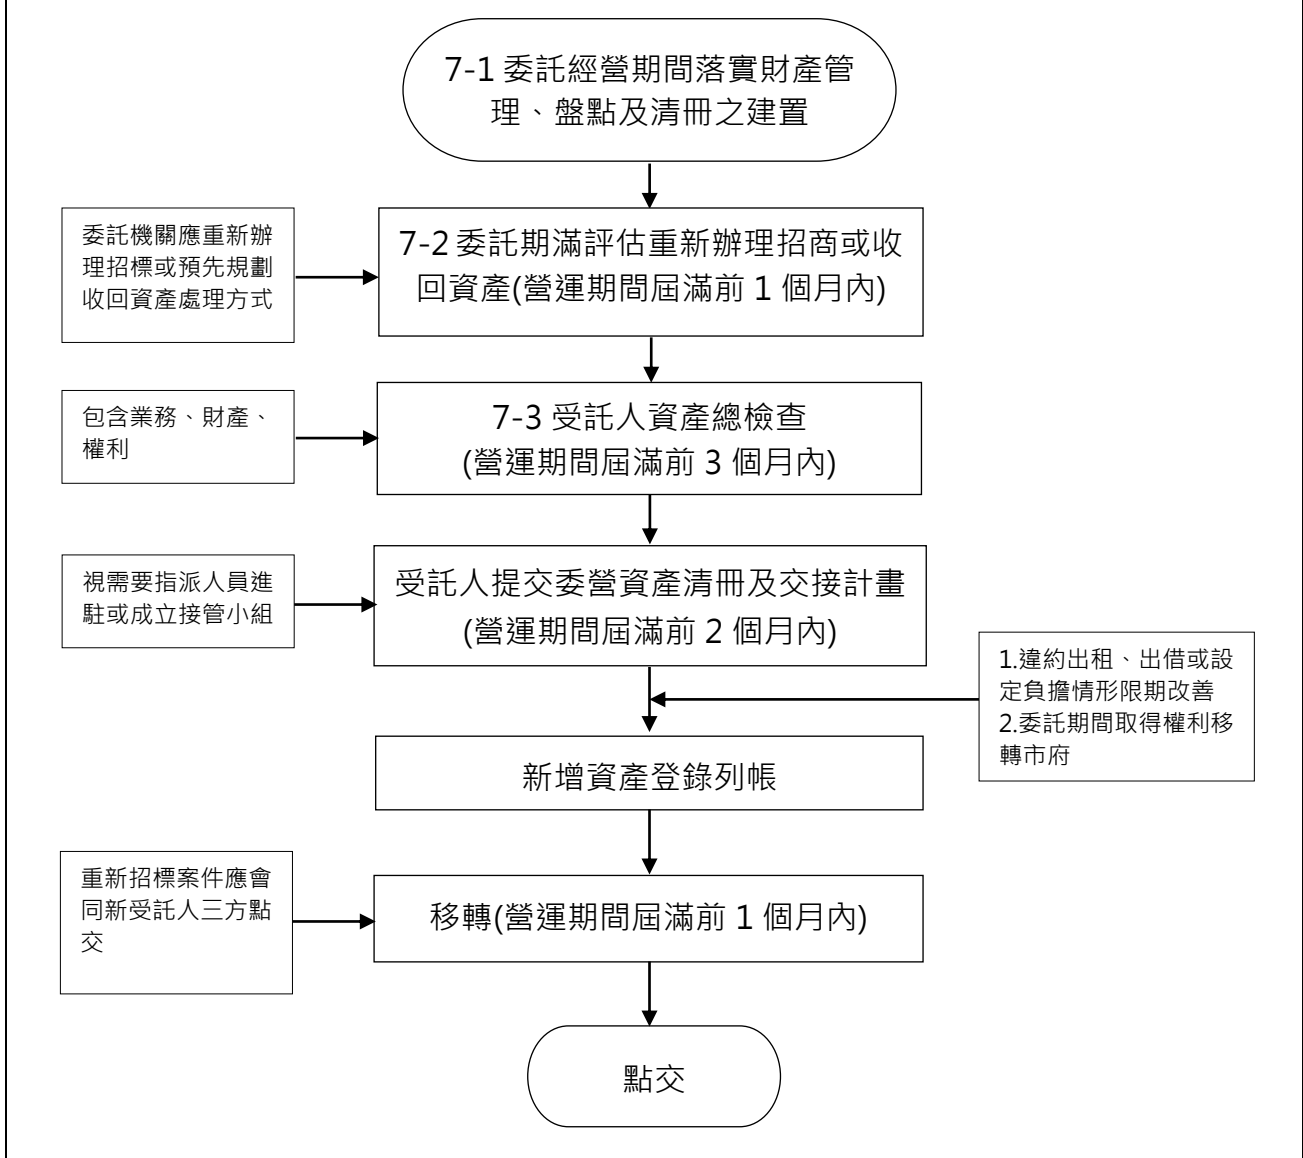 7-1 委託經營期間落實財產管
理、盤點及清冊之建置
委託機關應重新辦
理招標或預先規劃
收回資產處理方式
7-2 委託期滿評估重新辦理招商或收
回資產(營運期間屆滿前 1 個月內)
包含業務、財產、
權利
7-3 受託人資產總檢查
(營運期間屆滿前 3 個月內)
視需要指派人員進
駐或成立接管小組
受託人提交委營資產清冊及交接計畫
(營運期間屆滿前 2 個月內)
1.違約出租、出借或設
定負擔情形限期改善
2.委託期間取得權利移
轉市府
新增資產登錄列帳
重新招標案件應會
同新受託人三方點
交
移轉(營運期間屆滿前 1 個月內)
點交